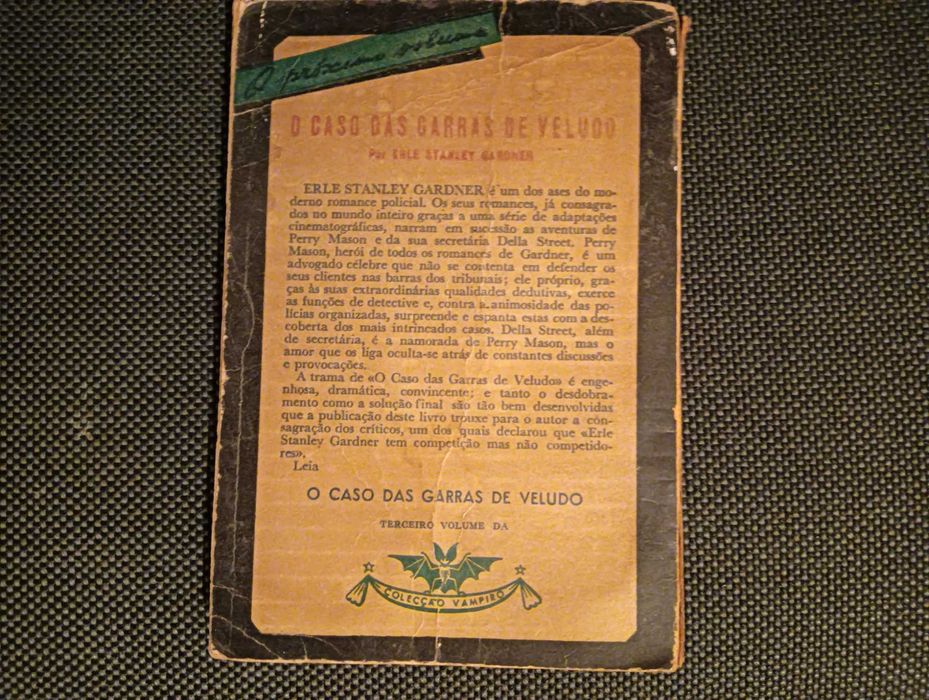 O próximo volume
O CASO DAS GARRAS DE VELUDO
Por ERLE STANLEY GARDNER
ERLE STANLEY GARDNER é um dos ases do mo-
derno romance policial. Os seus romances, já consagra-
dos no mundo inteiro graças a uma série de adaptações
cinematográficas, narram em sucessão as aventuras de
Perry Mason e da sua secretária Della Street. Perry
Mason, herói de todos os romances de Gardner, é um
advogado célebre que não se contenta em defender os
seus clientes nas barras dos tribunais; ele próprio, gra-
ças às suas extraordinárias qualidades dedutivas, exerce
as funções de detective e, contra a animosidade das po-
lícias organizadas, surpreende e espanta estas com a des-
coberta dos mais intrincados casos. Della Street, além
de secretária, é a namorada de Perry Mason, mas o
amor que os liga oculta-se atrás de constantes discussões
e provocações.
A trama de «O Caso das Garras de Veludo» é enge-
nhosa, dramática, convincente; e tanto o desdobra-
mento como a solução final são tão bem desenvolvidas
que a publicação deste livro trouxe para o autor a con-
sagração dos críticos, um dos quais declarou que «Erle
Stanley Gardner tem competição mas não competido-
res».
Leia
O CASO DAS GARRAS DE VELUDO
TERCEIRO VOLUME DA
COLECÇÃO VAMPIRO